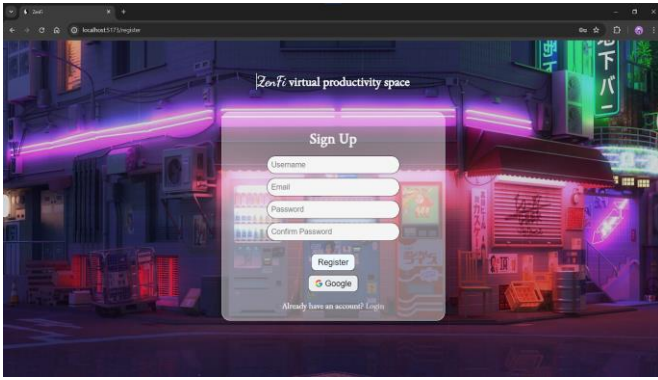 Zenfi
localhost:5173/register
ZenFi virtual productivity space
Sign Up
Username
Email
Password
Confirm Password
Register
Google
Already have an account? Login